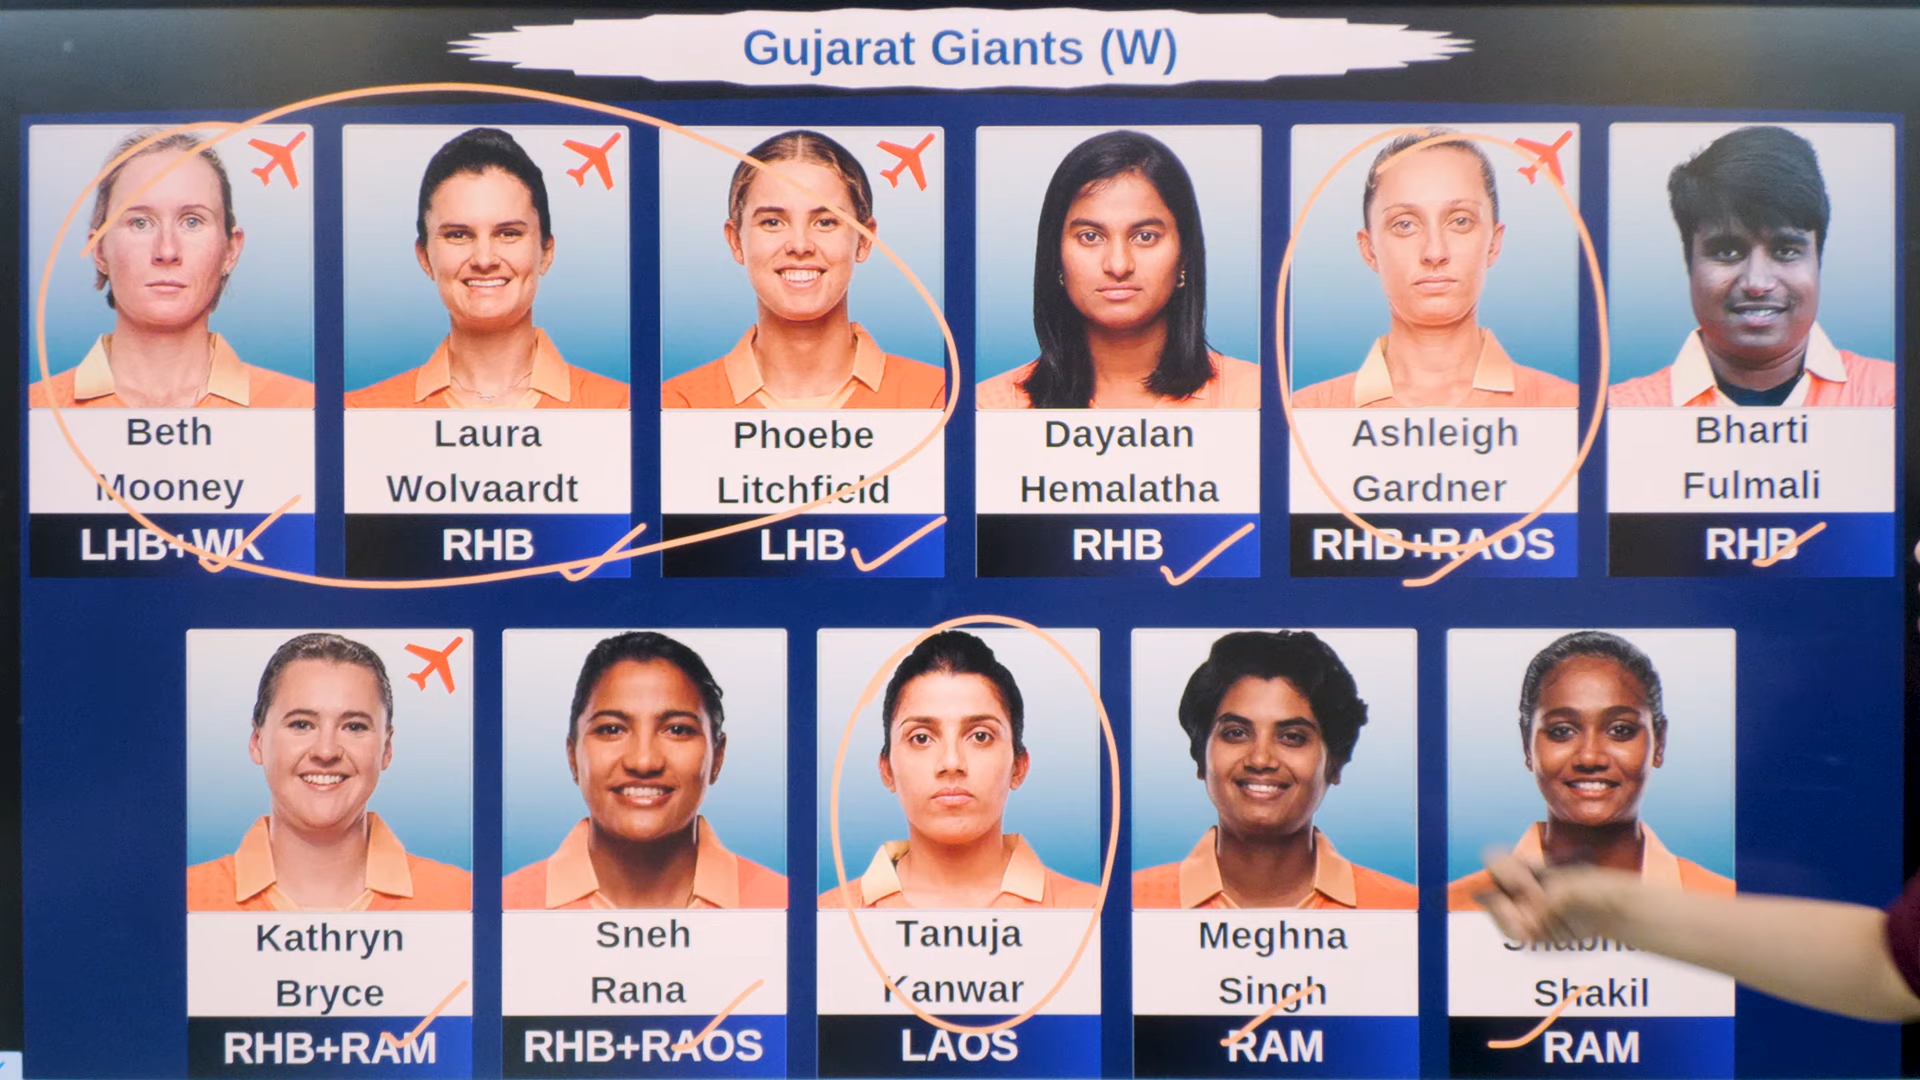 Gujarat Giants (W)
Beth
Mooney
LHB+WK
Laura
Wolvaardt
RHB
Phoebe
Litchfield
LHB
Dayalan
Hemalatha
RHB
Ashleigh
Gardner
RHB+RAOS
Bharti
Fulmali
RHB
Kathryn
Bryce
RHB+RAM
Sneh
Rana
RHB+RAOS
Tanuja
Kanwar
LAOS
Meghna
Singh
RAM
Shakil
RAM